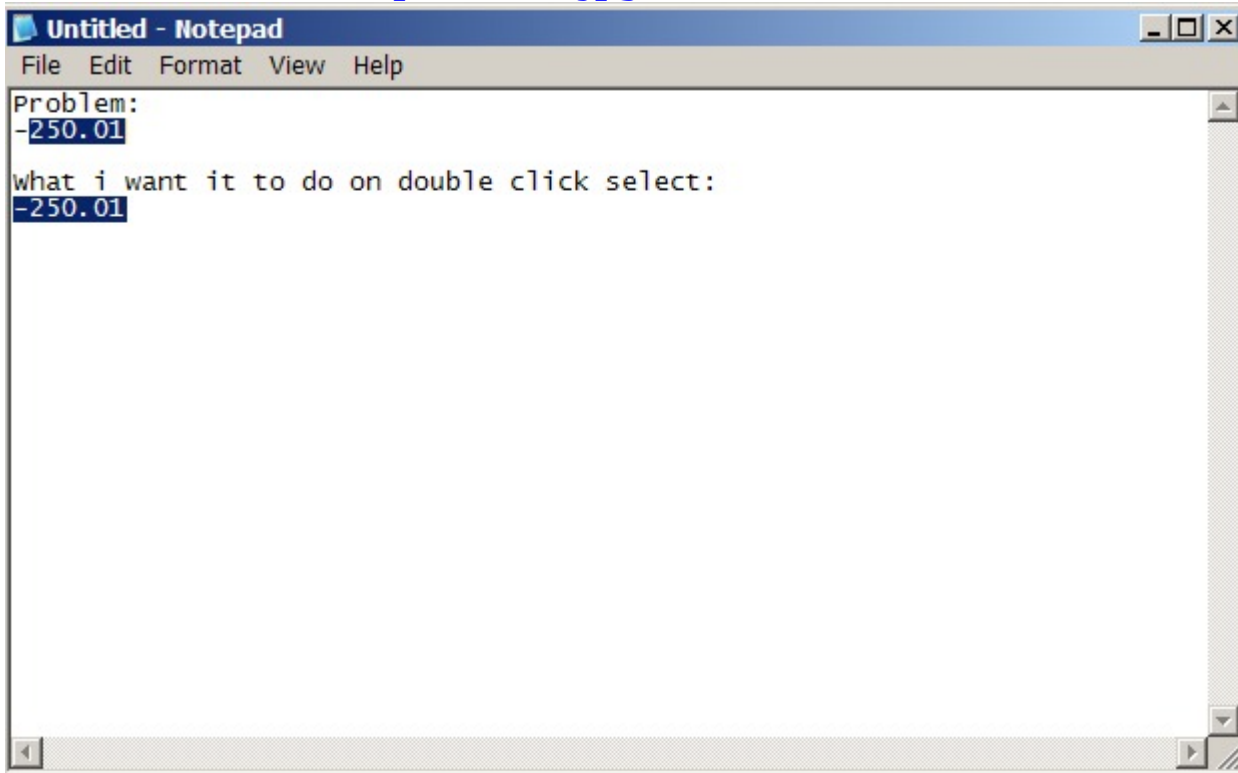 Untitled - Notepad
File Edit Format View Help
Problem:
-250.01
what i want it to do on double click select:
-250.01